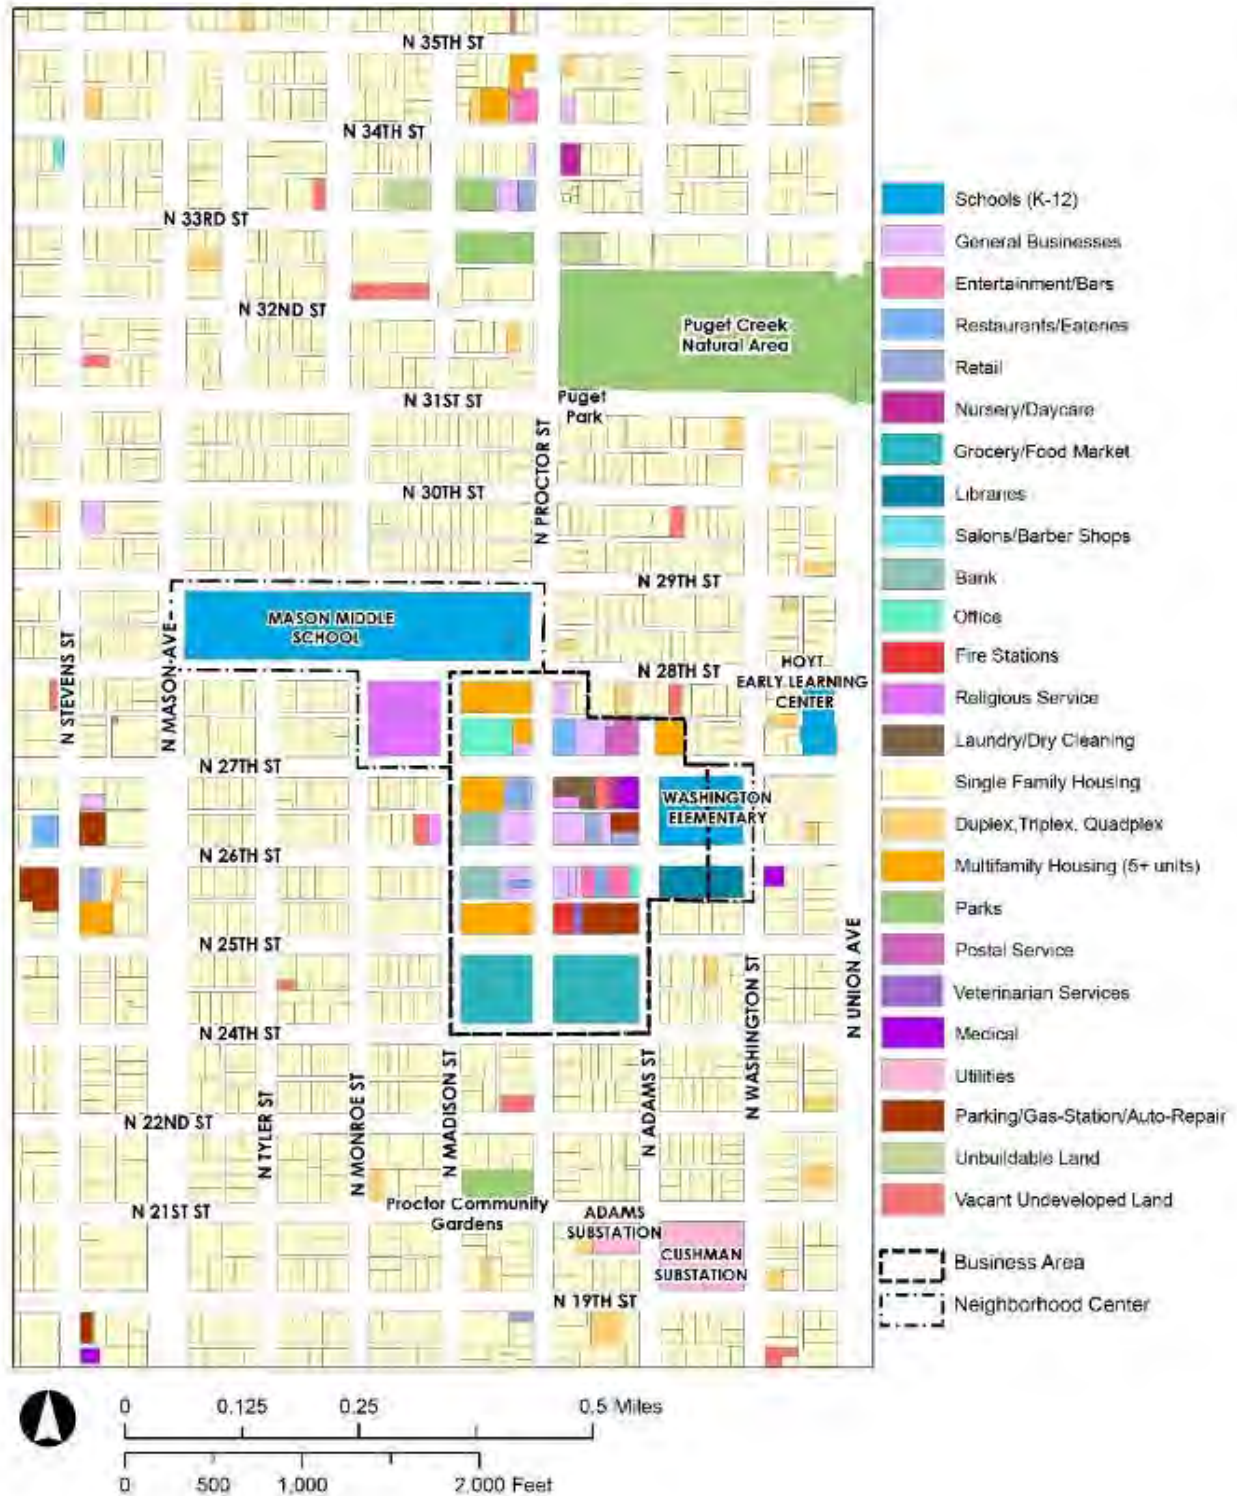 N 35TH ST
N 34TH ST
N 33RD ST
N 32ND ST
Puget Creek
Natural Area
N 31ST ST
Puget
Park
N PROCTOR ST
N 30TH ST
N 29TH ST
MASON MIDDLE
SCHOOL
N STEVENS ST
N MASON AVE
N 28TH ST
HOYT
EARLY LEARNING
CENTER
N 27TH ST
WASHINGTON
ELEMENTARY
N 26TH ST
N 25TH ST
N UNION AVE
N 24TH ST
N WASHINGTON ST
N ADAMS ST
N MADISON ST
N MONROE ST
N TYLER ST
N 22ND ST
N 21ST ST
Proctor Community
Gardens
ADAMS
SUBSTATION
CUSHMAN
SUBSTATION
N 19TH ST
Schools (K-12)
General Businesses
Entertainment/Bars
Restaurants/Eateries
Retail
Nursery/Daycare
Grocery/Food Market
Libraries
Salons/Barber Shops
Bank
Office
Fire Stations
Religious Service
Laundry/Dry Cleaning
Single Family Housing
Duplex,Triplex, Quadplex
Multifamily Housing (5+ units)
Parks
Postal Service
Veterinarian Services
Medical
Utilities
Parking/Gas-Station/Auto-Repair
Unbuildable Land
Vacant Undeveloped Land
Business Area
Neighborhood Center
0 0.125 0.25 0.5 Miles
0 500 1,000 2,000 Feet